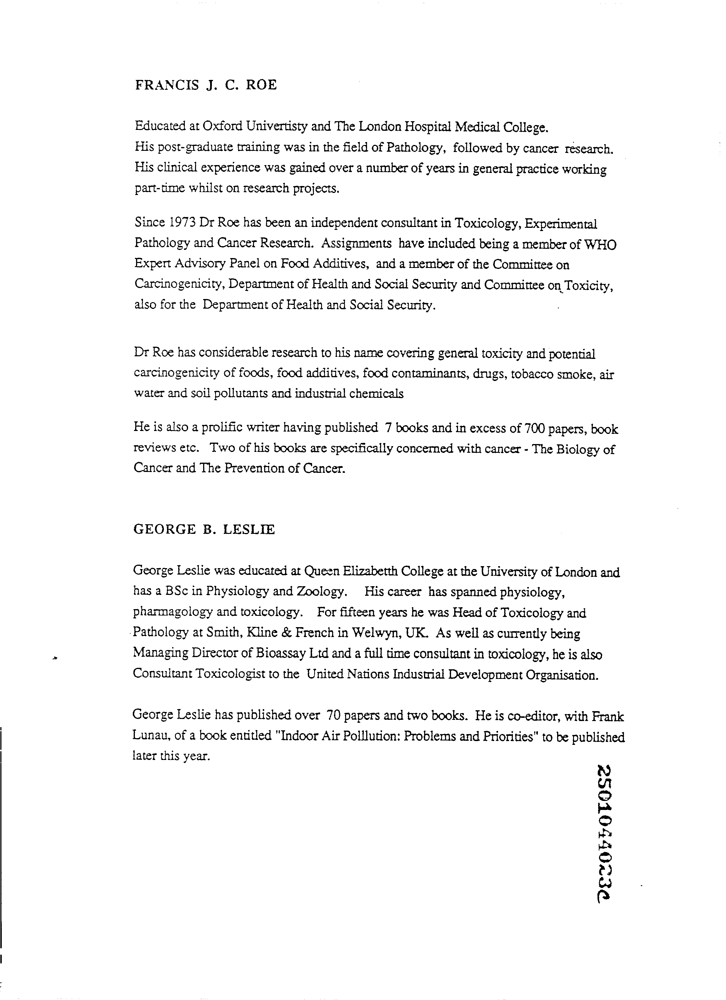 FRANCIS J. C. ROE
Educated at Oxford Univertisty and The London Hospital Medical College.
His post-graduate training was in the field of Pathology, followed by cancer research.
His clinical experience was gained over a number of years in general practice working
part-time whilst on research projects.
Since 1973 Dr Roe has been an independent consultant in Toxicology, Experimental
Pathology and Cancer Research. Assignments have included being a member of WHO
Expert Advisory Panel on Food Additives, and a member of the Committee on
Carcinogenicity, Department of Health and Social Security and Committee on Toxicity,
also for the Department of Health and Social Security.
Dr Roe has considerable research to his name covering general toxicity and potential
carcinogenicity of foods, food additives, food contaminants, drugs, tobacco smoke, air
water and soil pollutants and industrial chemicals
He is also a prolific writer having published 7 books and in excess of 700 papers, book
reviews etc. Two of his books are specifically concerned with cancer - The Biology of
Cancer and The Prevention of Cancer.
GEORGE B. LESLIE
George Leslie was educated at Queen Elizabetth College at the University of London and
has a BSc in Physiology and Zoology. His career has spanned physiology,
pharmagology and toxicology. For fifteen years he was Head of Toxicology and
Pathology at Smith, Kline & French in Welwyn, UK. As well as currently being
Managing Director of Bioassay Ltd and a full time consultant in toxicology, he is also
Consultant Toxicologist to the United Nations Industrial Development Organisation.
George Leslie has published over 70 papers and two books. He is co-editor, with Frank
Lunau, of a book entitled "Indoor Air Polllution: Problems and Priorities" to be published
later this year.